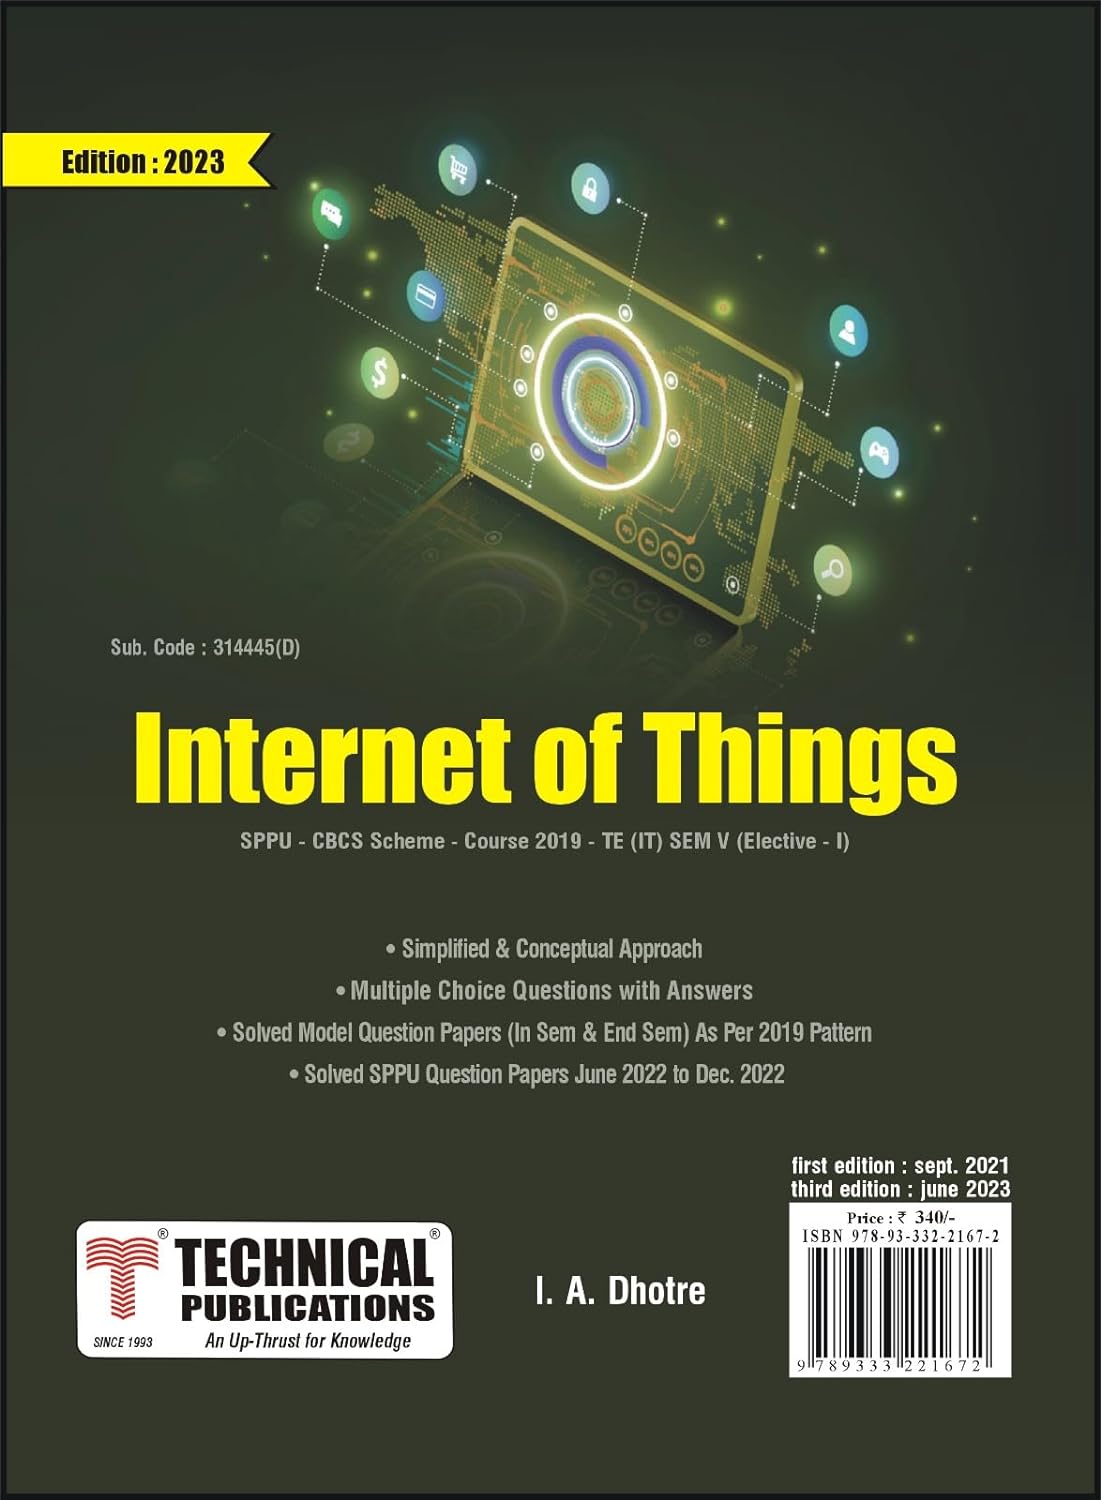 Edition : 2023
Sub. Code : 314445(D)
Internet of Things
SPPU - CBCS Scheme - Course 2019 - TE (IT) SEM V (Elective - I)
• Simplified & Conceptual Approach
• Multiple Choice Questions with Answers
• Solved Model Question Papers (In Sem & End Sem) As Per 2019 Pattern
• Solved SPPU Question Papers June 2022 to Dec. 2022
first edition : sept. 2021
third edition : june 2023
Price : ₹ 340/-
ISBN 978-93-332-2167-2
9 789333 221672
® TECHNICAL ®
PUBLICATIONS
SINCE 1993 An Up-Thrust for Knowledge
I. A. Dhotre